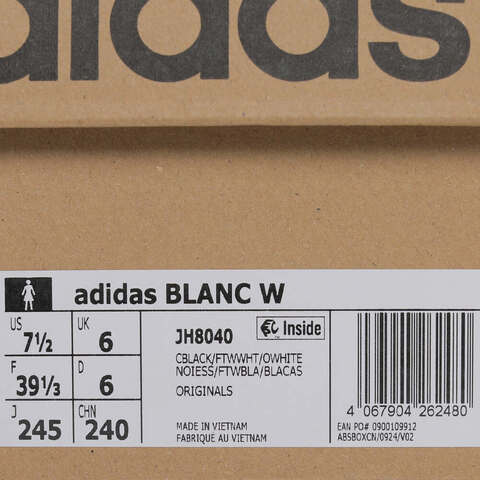 adidas
adidas BLANC W
US 7½ UK 6
F 39⅓ D 6
J 245 CHN 240
JH8040
Inside
CBLACK/FTWWHT/OWHITE
NOIESS/FTWBLA/BLACAS
ORIGINALS
MADE IN VIETNAM
FABRIQUE AU VIETNAM
4 067904 262480
EAN PO# 0900109912
ABSBOXCN/0924/V02